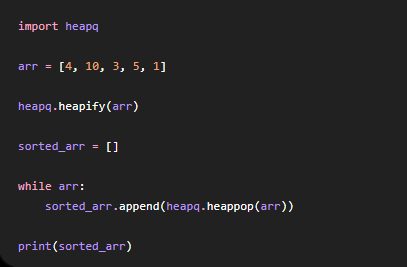 import heapq
arr = [4, 10, 3, 5, 1]
heapq.heapify(arr)
sorted_arr = []
while arr:
    sorted_arr.append(heapq.heappop(arr))
print(sorted_arr)